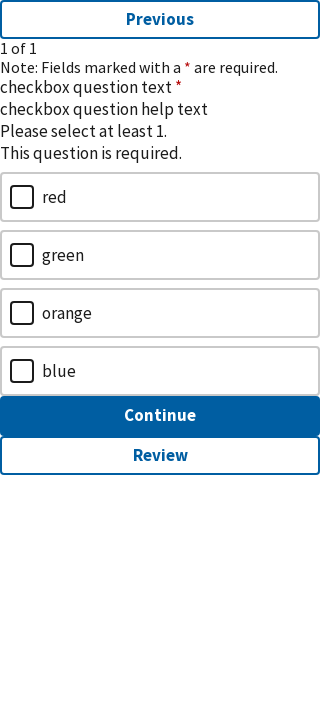 Previous
1 of 1
Note: Fields marked with a * are required.
checkbox question text *
checkbox question help text
Please select at least 1.
This question is required.
red
green
orange
blue
Continue
Review